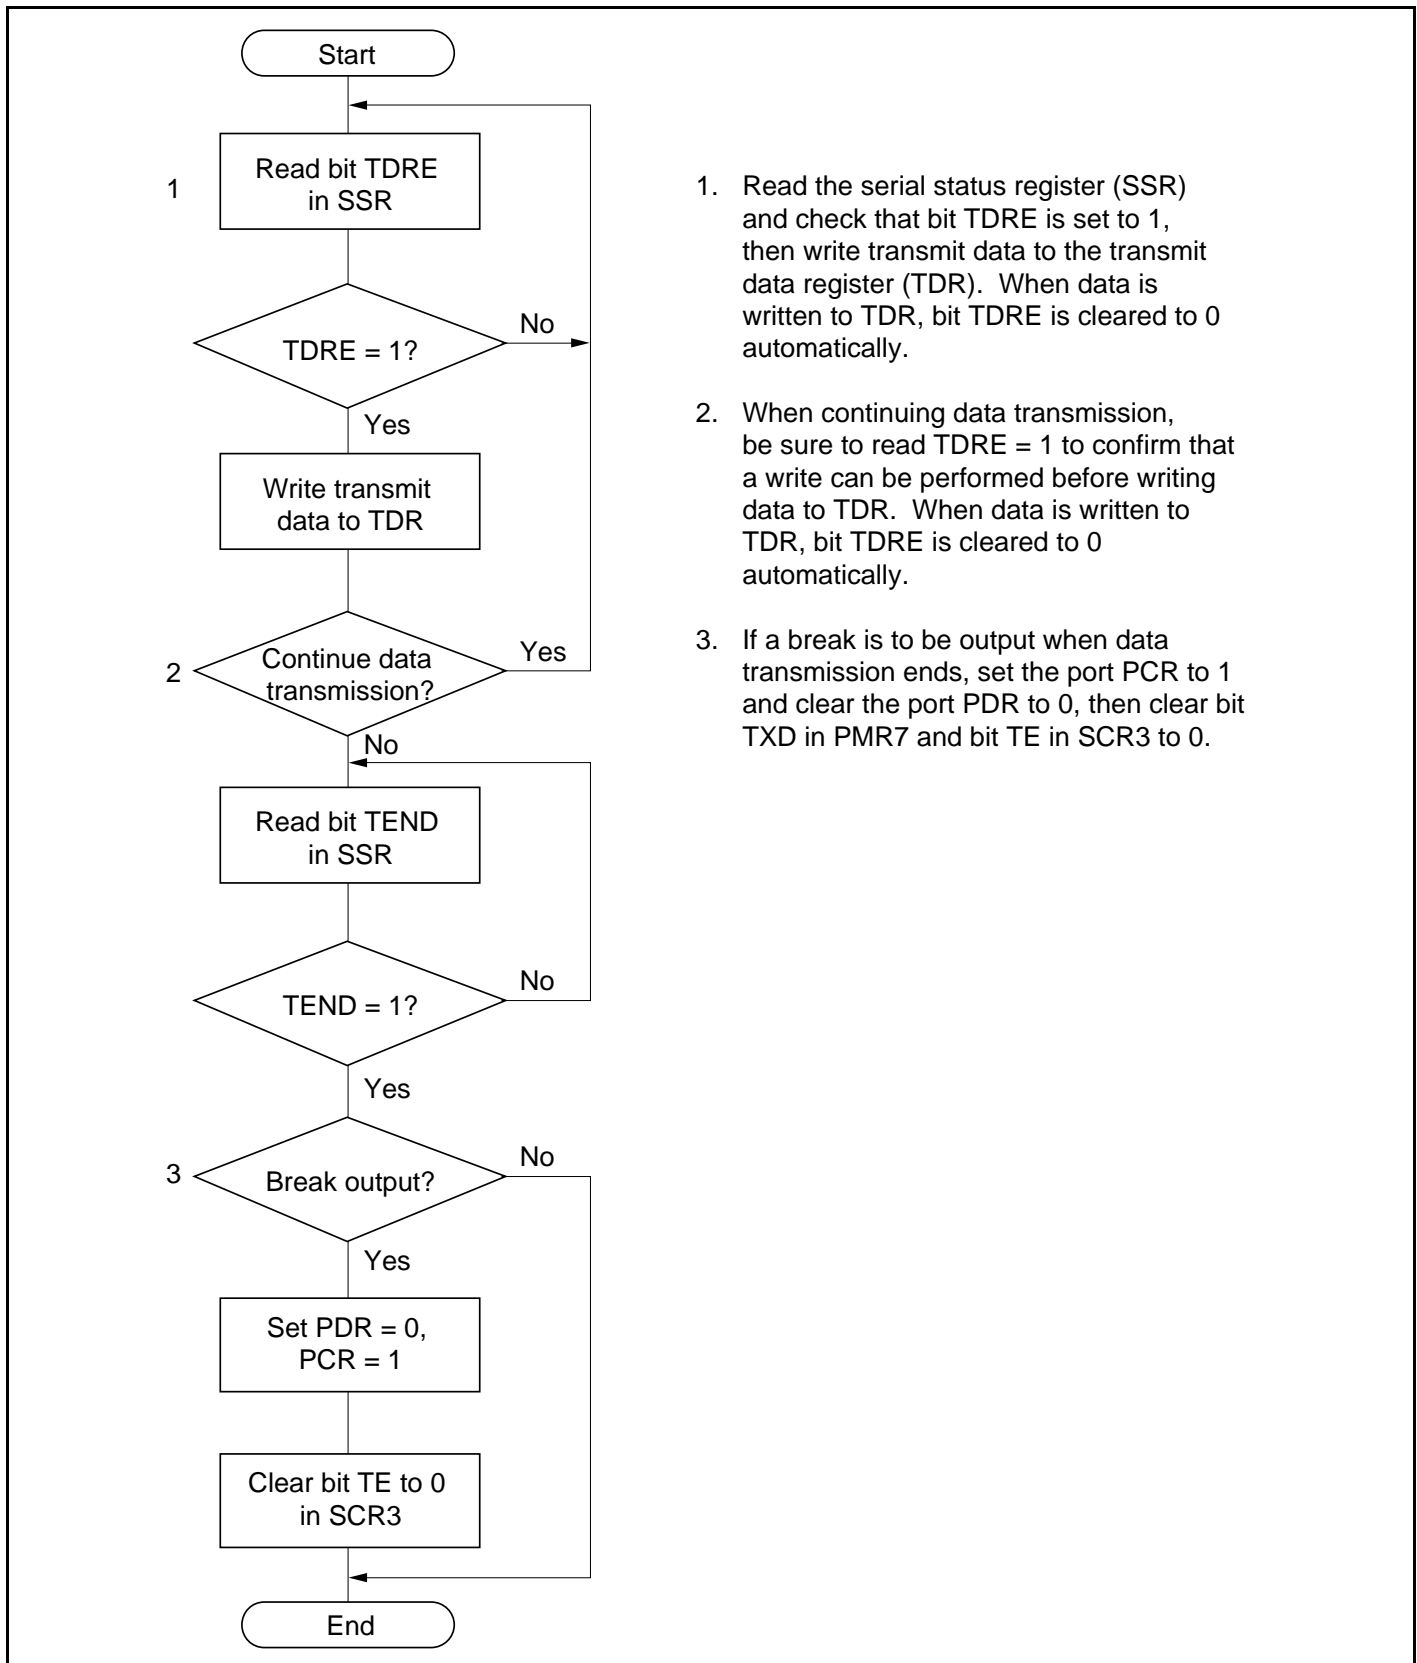 Start
1
Read bit TDRE
in SSR
TDRE = 1?
No
Yes
Write transmit
data to TDR
2
Continue data
transmission?
Yes
No
Read bit TEND
in SSR
TEND = 1?
No
Yes
3
Break output?
No
Yes
Set PDR = 0,
PCR = 1
Clear bit TE to 0
in SCR3
End
1. Read the serial status register (SSR)
and check that bit TDRE is set to 1,
then write transmit data to the transmit
data register (TDR). When data is
written to TDR, bit TDRE is cleared to 0
automatically.
2. When continuing data transmission,
be sure to read TDRE = 1 to confirm that
a write can be performed before writing
data to TDR. When data is written to
TDR, bit TDRE is cleared to 0
automatically.
3. If a break is to be output when data
transmission ends, set the port PCR to 1
and clear the port PDR to 0, then clear bit
TXD in PMR7 and bit TE in SCR3 to 0.